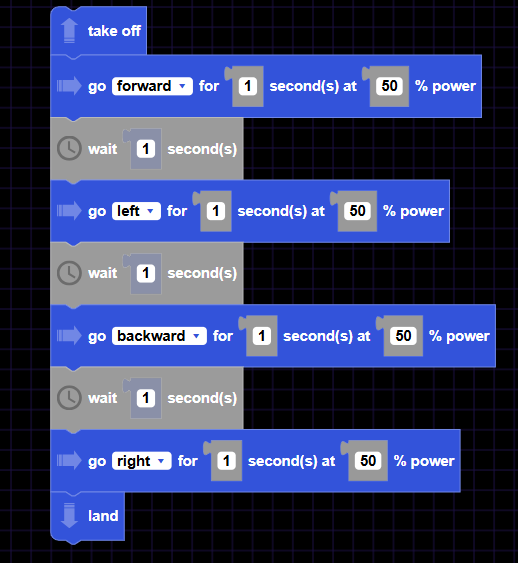 take off
go forward for 1 second(s) at 50 % power
wait 1 second(s)
go left for 1 second(s) at 50 % power
wait 1 second(s)
go backward for 1 second(s) at 50 % power
wait 1 second(s)
go right for 1 second(s) at 50 % power
land